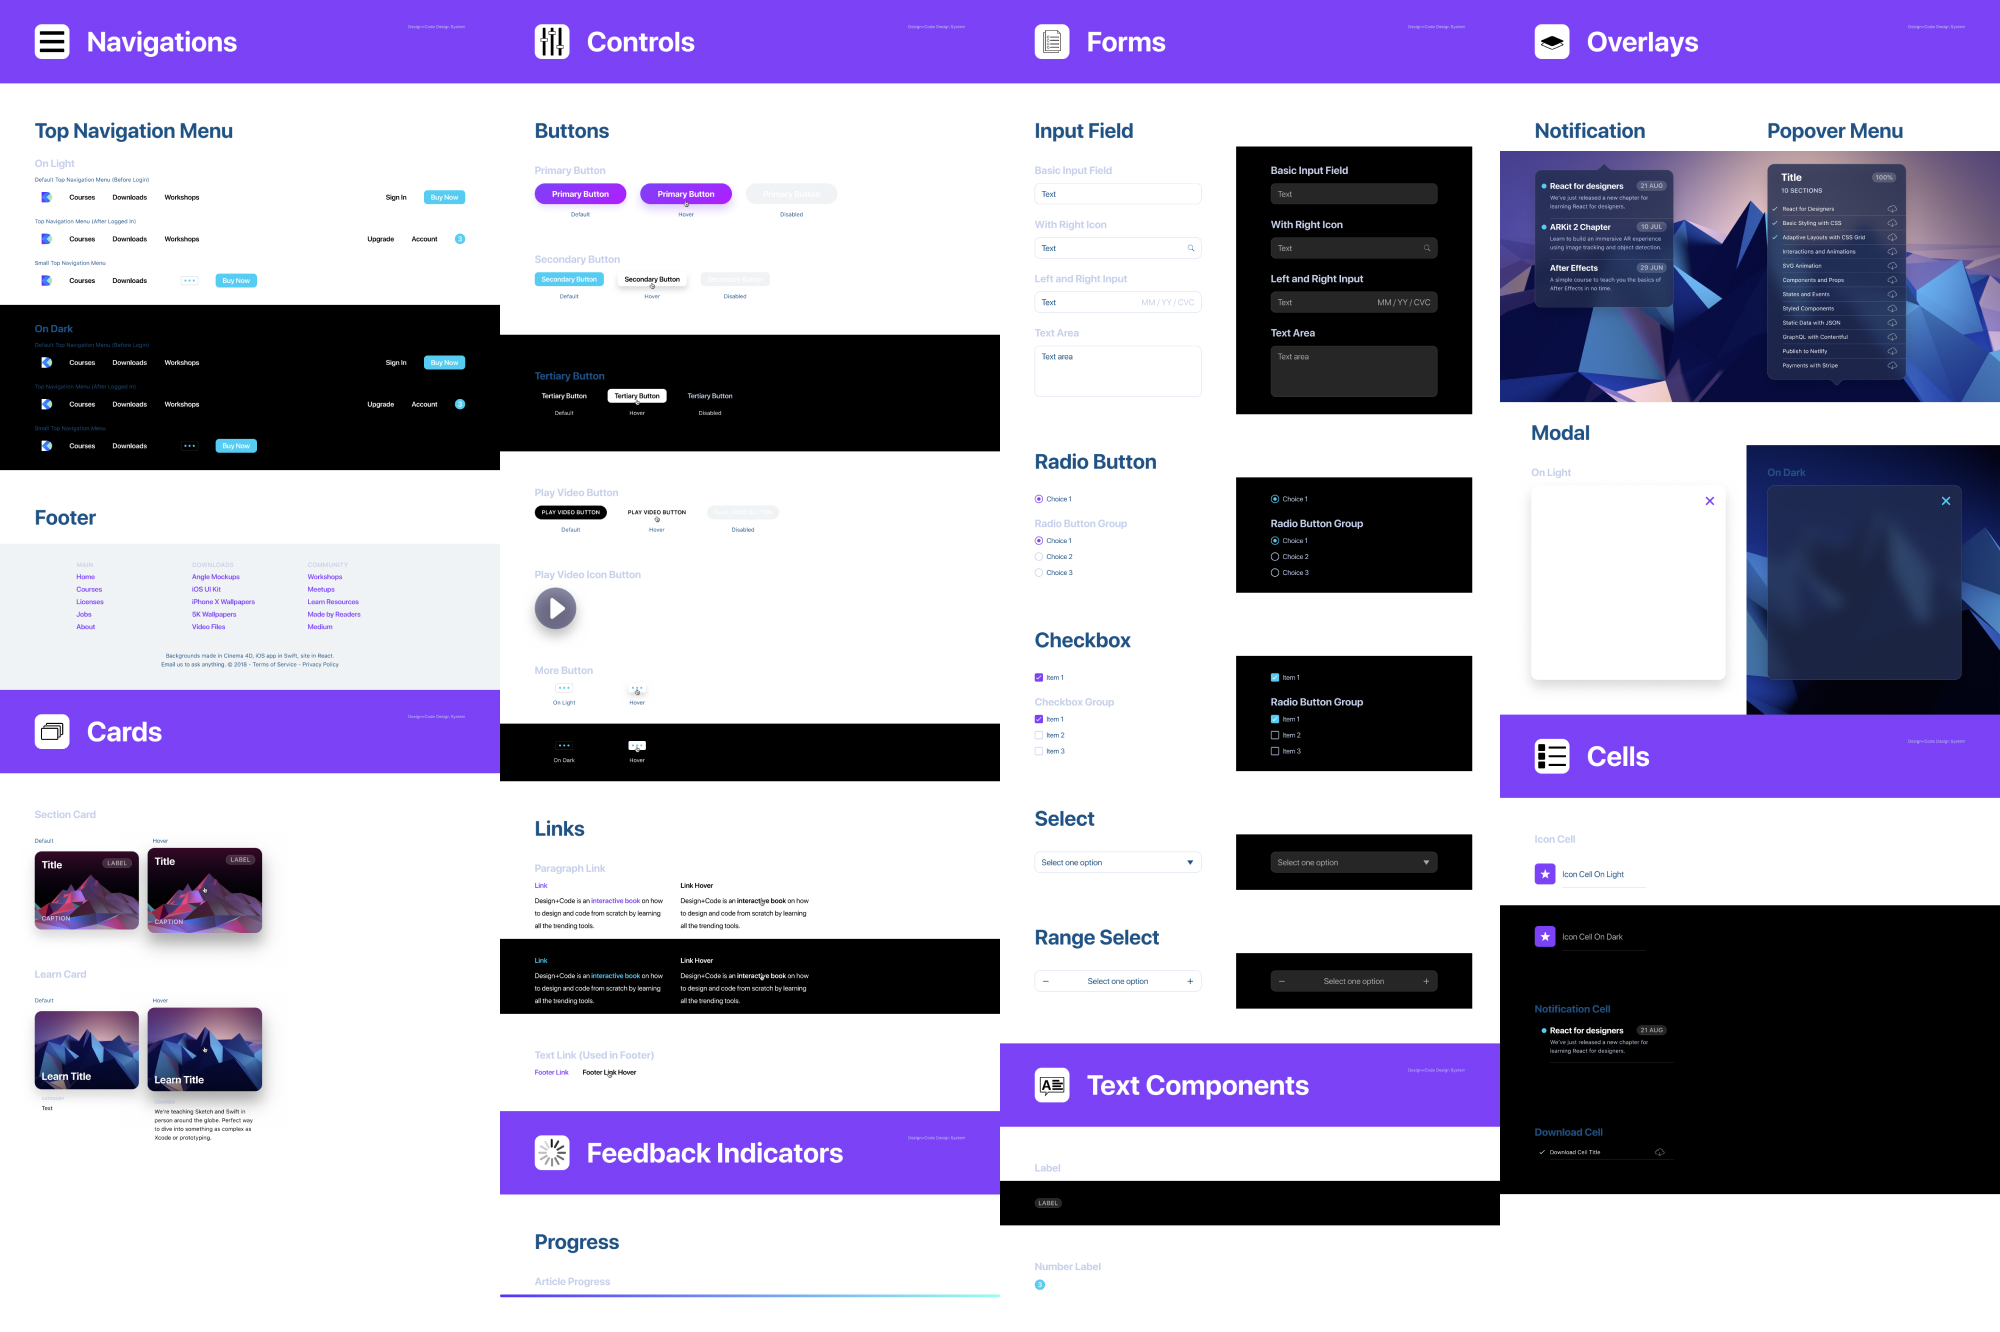 Navigations
Design+Code Design System
Top Navigation Menu
On Light
Default Top Navigation Menu (Before Login)
Courses Downloads Workshops Sign In Buy Now
Top Navigation Menu (After Logged In)
Courses Downloads Workshops Upgrade Account 3
Small Top Navigation Menu
Courses Downloads Buy Now
On Dark
Default Top Navigation Menu (Before Login)
Courses Downloads Workshops Sign In Buy Now
Top Navigation Menu (After Logged In)
Courses Downloads Workshops Upgrade Account 3
Small Top Navigation Menu
Courses Downloads Buy Now
Footer
MAIN
Home
Courses
Licenses
Jobs
About
DOWNLOADS
Angle Mockups
iOS UI Kit
iPhone X Wallpapers
5K Wallpapers
Video Files
COMMUNITY
Workshops
Meetups
Learn Resources
Made by Readers
Medium
Backgrounds made in Cinema 4D, iOS app in Swift, site in React.
Email us to ask anything. © 2018 - Terms of Service - Privacy Policy
Cards
Design+Code Design System
Section Card
Default
Title LABEL
CAPTION
Hover
Title LABEL
CAPTION
Learn Card
Default
Learn Title
CATEGORY
Text
Hover
Learn Title
We're teaching Sketch and Swift in
person around the globe. Perfect way
to dive into something as complex as
Xcode or prototyping.
Controls
Design+Code Design System
Buttons
Primary Button
Primary Button Primary Button Primary Button
Default Hover Disabled
Secondary Button
Secondary Button Secondary Button Secondary Button
Default Hover Disabled
Tertiary Button
Tertiary Button Tertiary Button Tertiary Button
Default Hover Disabled
Play Video Button
PLAY VIDEO BUTTON PLAY VIDEO BUTTON
Default Hover Disabled
Play Video Icon Button
More Button
On Light Hover
On Dark Hover
Links
Paragraph Link
Link
Design+Code is an interactive book on how
to design and code from scratch by learning
all the trending tools.
Link Hover
Design+Code is an interactive book on how
to design and code from scratch by learning
all the trending tools.
Link
Design+Code is an interactive book on how
to design and code from scratch by learning
all the trending tools.
Link Hover
Design+Code is an interactive book on how
to design and code from scratch by learning
all the trending tools.
Text Link (Used in Footer)
Footer Link Footer Link Hover
Feedback Indicators
Design+Code Design System
Progress
Article Progress
Forms
Design+Code Design System
Input Field
Basic Input Field
Text
With Right Icon
Text
Left and Right Input
Text MM / YY / CVC
Text Area
Text area
Basic Input Field
Text
With Right Icon
Text
Left and Right Input
Text MM / YY / CVC
Text Area
Text area
Radio Button
Choice 1
Radio Button Group
Choice 1
Choice 2
Choice 3
Choice 1
Radio Button Group
Choice 1
Choice 2
Choice 3
Checkbox
Item 1
Checkbox Group
Item 1
Item 2
Item 3
Item 1
Radio Button Group
Item 1
Item 2
Item 3
Select
Select one option
Select one option
Range Select
− Select one option +
− Select one option +
Text Components
Design+Code Design System
Label
LABEL
Number Label
3
Overlays
Design+Code Design System
Notification
React for designers 21 AUG
We've just released a new chapter for
learning React for designers.
ARKit 2 Chapter 10 JUL
Learn to build an immersive AR experience
using image tracking and object detection.
After Effects 29 JUN
A simple course to teach you the basics of
After Effects in no time.
Popover Menu
Title 100%
10 SECTIONS
React for Designers
Basic Styling with CSS
Adaptive Layouts with CSS Grid
Interactions and Animations
SVG Animation
Components and Props
States and Events
Styled Components
Static Data with JSON
GraphQL with Contentful
Publish to Netlify
Payments with Stripe
Modal
On Light
On Dark
Cells
Design+Code Design System
Icon Cell
Icon Cell On Light
Icon Cell On Dark
Notification Cell
React for designers 21 AUG
We've just released a new chapter for
learning React for designers.
Download Cell
Download Cell Title